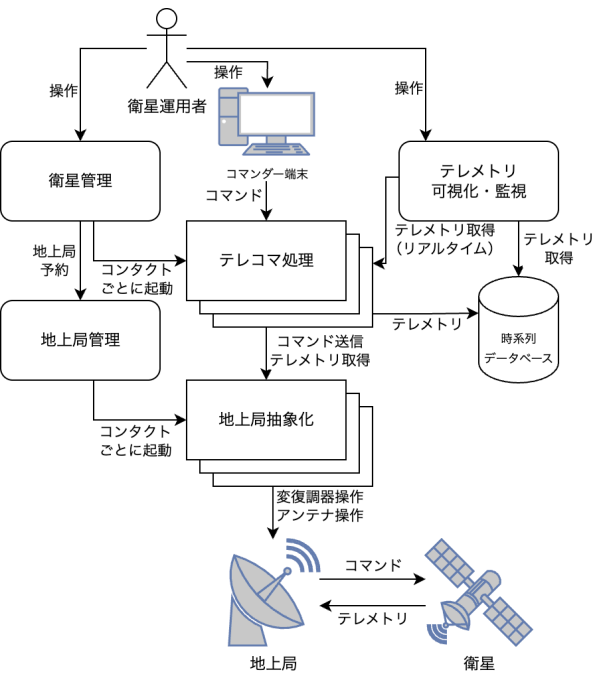 衛星運用者
操作
操作
操作
コマンダー端末
コマンド
衛星管理
テレメトリ
可視化・監視
テレコマ処理
テレメトリ取得
（リアルタイム）
テレメトリ
取得
地上局
予約
コンタクト
ごとに起動
テレメトリ
時系列
データベース
地上局管理
コマンド送信
テレメトリ取得
地上局抽象化
コンタクト
ごとに起動
変復調器操作
アンテナ操作
コマンド
テレメトリ
地上局
衛星